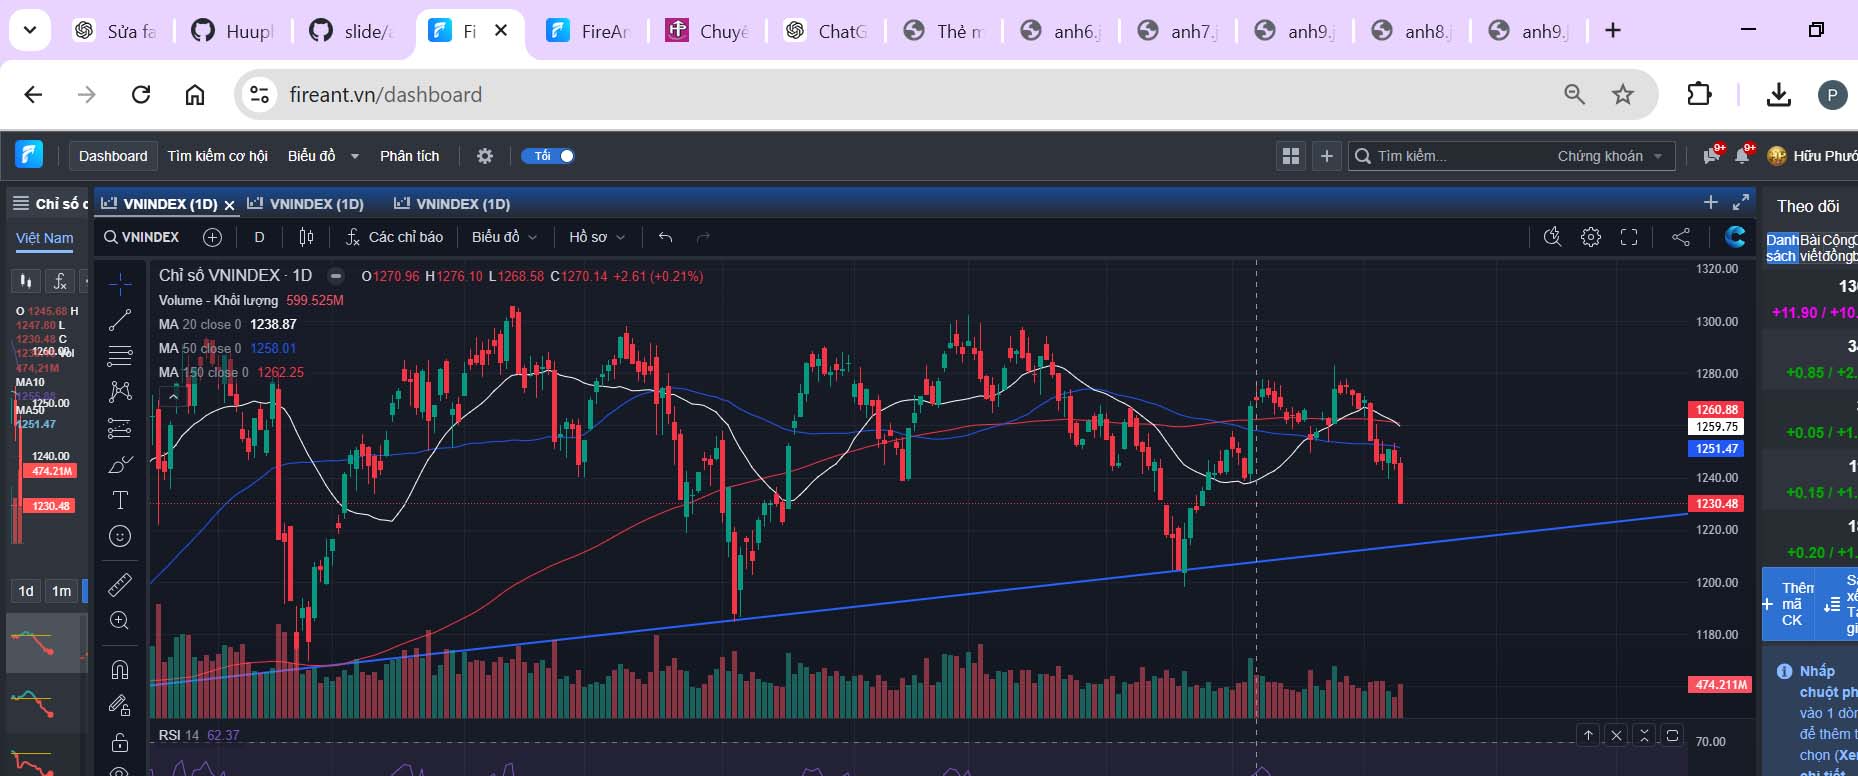 Sửa
Huupl
slide/
Fi
FireAn
Chuyê
ChatG
Thẻ
anh6.j
anh7.j
anh9.j
anh8.j
anh9.j
fireant.vn/dashboard
P
Dashboard
Tìm kiếm cơ hội
Biểu đồ
Phân tích
Tối
Tìm kiếm...
Chứng khoán
9+
9+
Hữu Phướ
Chỉ số
VNINDEX (1D)
VNINDEX (1D)
VNINDEX (1D)
Theo dõi
Việt Nam
VNINDEX
D
Các chỉ báo
Biểu đồ
Hồ sơ
Danh sách
Bài viết
Cộng đồng
Chỉ số VNINDEX · 1D
O1270.96 H1276.10 L1268.58 C1270.14 +2.61 (+0.21%)
Volume - Khối lượng 599.525M
MA 20 close 0 1238.87
MA 50 close 0 1258.01
MA 150 close 0 1262.25
O 1245.68 H
1247.80 L
1230.48 C
1260.00
474,21M
MA10
1250.00
MA50
1251.47
1240.00
474.21M
1230.48
1d
1m
1320.00
1300.00
1280.00
1260.88
1259.75
1251.47
1240.00
1230.48
1220.00
1200.00
1180.00
474.211M
+11.90 / +10.
+0.85 / +2.
+0.05 / +1.
+0.15 / +1.
+0.20 / +1.
Thêm
mã
CK
RSI 14 62.37
70.00
Nhấp
chuột ph
vào 1 dòn
để thêm t
chọn (Xe
chi tiết